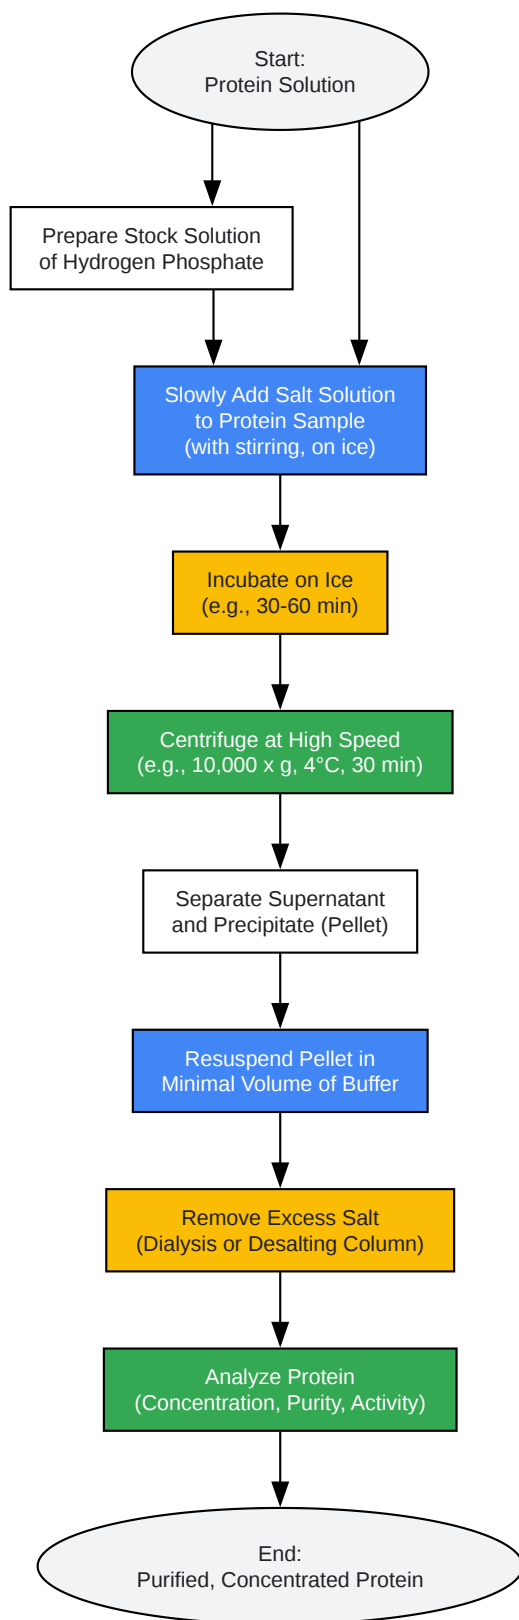 Start:
Protein Solution
Prepare Stock Solution
of Hydrogen Phosphate
Slowly Add Salt Solution
to Protein Sample
(with stirring, on ice)
Incubate on Ice
(e.g., 30-60 min)
Centrifuge at High Speed
(e.g., 10,000 x g, 4°C, 30 min)
Separate Supernatant
and Precipitate (Pellet)
Resuspend Pellet in
Minimal Volume of Buffer
Remove Excess Salt
(Dialysis or Desalting Column)
Analyze Protein
(Concentration, Purity, Activity)
End:
Purified, Concentrated Protein